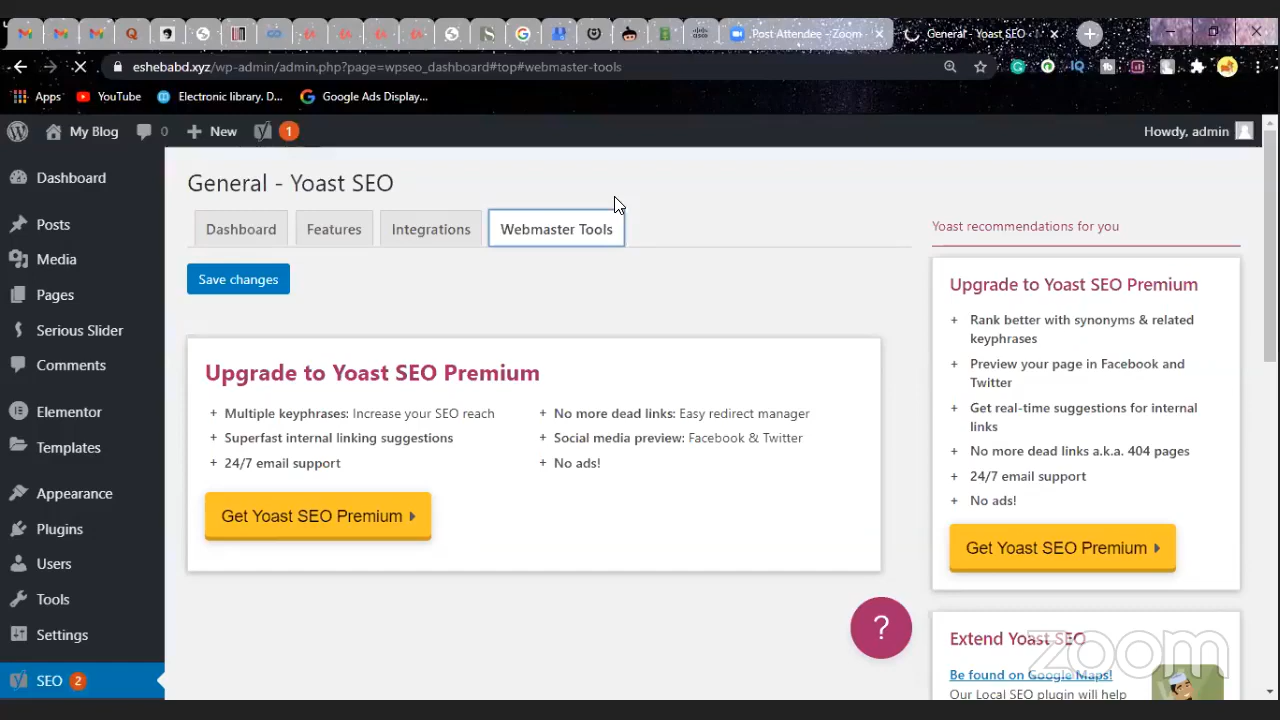 Post Attendee - Zoom
General - Yoast SEO
eshebabd.xyz/wp-admin/admin.php?page=wpseo_dashboard#top#webmaster-tools
Apps
YouTube
Electronic library. D...
Google Ads Display...
My Blog
0
New
1
Howdy, admin
Dashboard
Posts
Media
Pages
Serious Slider
Comments
Elementor
Templates
Appearance
Plugins
Users
Tools
Settings
SEO 2
General - Yoast SEO
Dashboard
Features
Integrations
Webmaster Tools
Save changes
Upgrade to Yoast SEO Premium
+ Multiple keyphrases: Increase your SEO reach
+ Superfast internal linking suggestions
+ 24/7 email support
+ No more dead links: Easy redirect manager
+ Social media preview: Facebook & Twitter
+ No ads!
Get Yoast SEO Premium
?
Yoast recommendations for you
Upgrade to Yoast SEO Premium
+ Rank better with synonyms & related
keyphrases
+ Preview your page in Facebook and
Twitter
+ Get real-time suggestions for internal
links
+ No more dead links a.k.a. 404 pages
+ 24/7 email support
+ No ads!
Get Yoast SEO Premium
Extend Yoast SEO
Be found on Google Maps!
Our Local SEO plugin will help
zoom